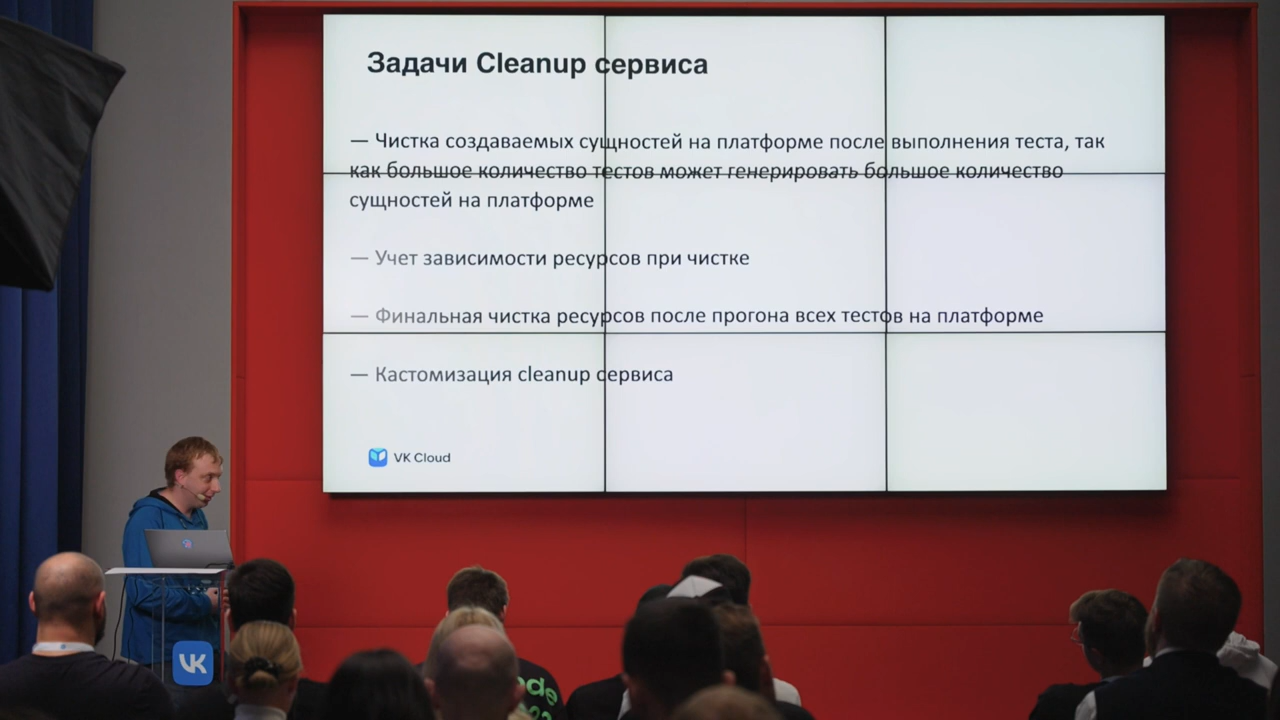 Задачи Cleanup сервиса
— Чистка создаваемых сущностей на платформе после выполнения теста, так
как большое количество тестов может генерировать большое количество
сущностей на платформе
— Учет зависимости ресурсов при чистке
— Финальная чистка ресурсов после прогона всех тестов на платформе
— Кастомизация cleanup сервиса
VK Cloud
VK